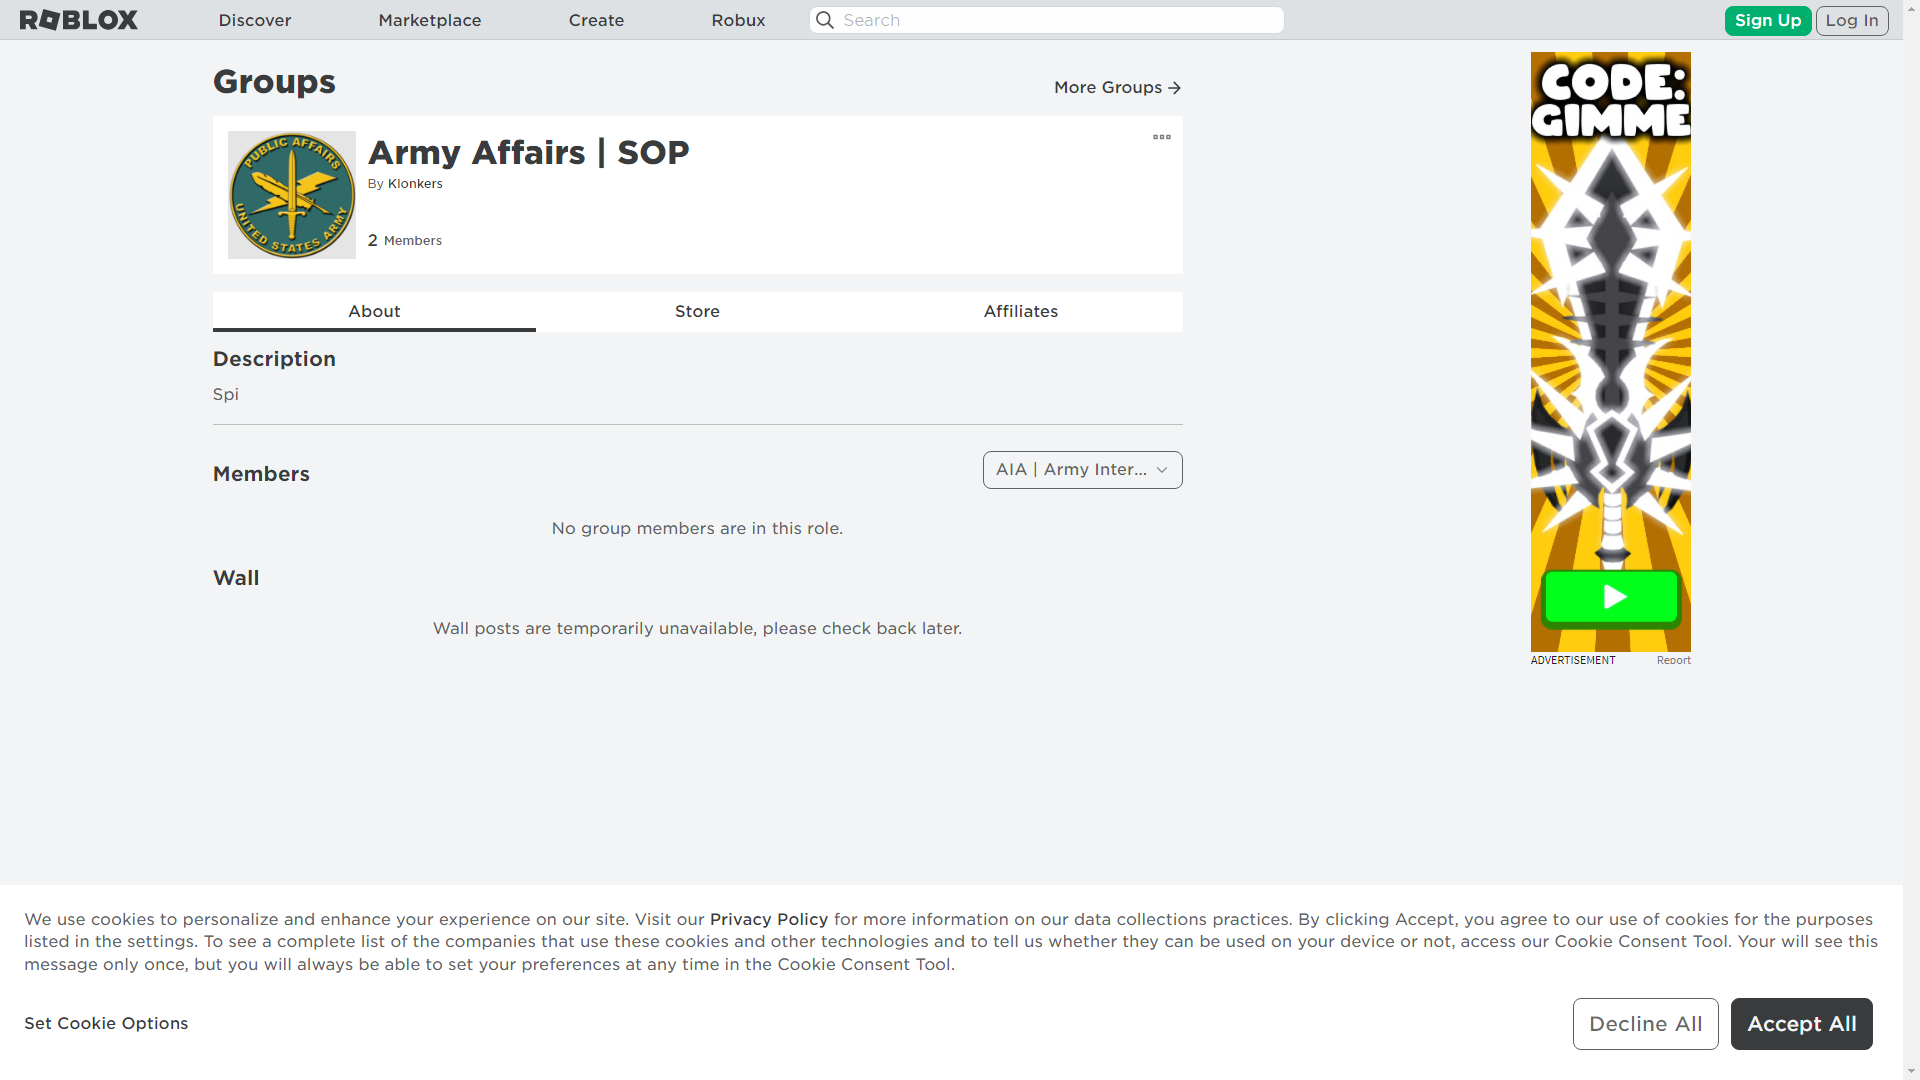 ROBLOX
Discover
Marketplace
Create
Robux
Search
Sign Up
Log In
Groups
More Groups
PUBLIC AFFAIRS
UNITED STATES ARMY
Army Affairs | SOP
By Klonkers
2 Members
About
Store
Affiliates
Description
Spi
Members
AIA | Army Inter...
No group members are in this role.
Wall
Wall posts are temporarily unavailable, please check back later.
CODE:
GIMME
ADVERTISEMENT
Report
We use cookies to personalize and enhance your experience on our site. Visit our Privacy Policy for more information on our data collections practices. By clicking Accept, you agree to our use of cookies for the purposes
listed in the settings. To see a complete list of the companies that use these cookies and other technologies and to tell us whether they can be used on your device or not, access our Cookie Consent Tool. Your will see this
message only once, but you will always be able to set your preferences at any time in the Cookie Consent Tool.
Set Cookie Options
Decline All
Accept All